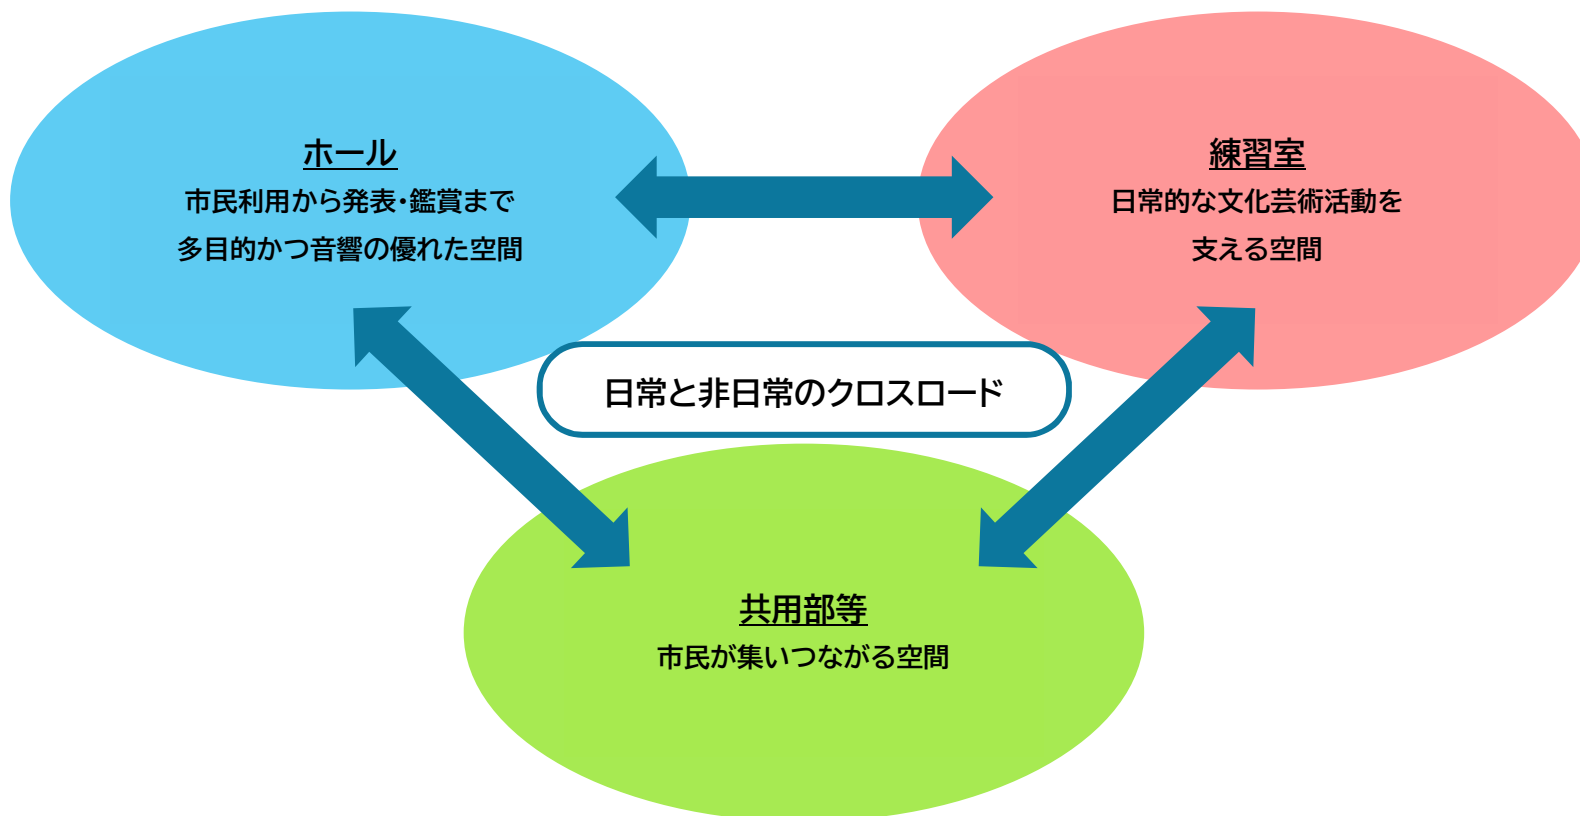 ホール
市民利用から発表・鑑賞まで
多目的かつ音響の優れた空間
練習室
日常的な文化芸術活動を
支える空間
日常と非日常のクロスロード
共用部等
市民が集いつながる空間